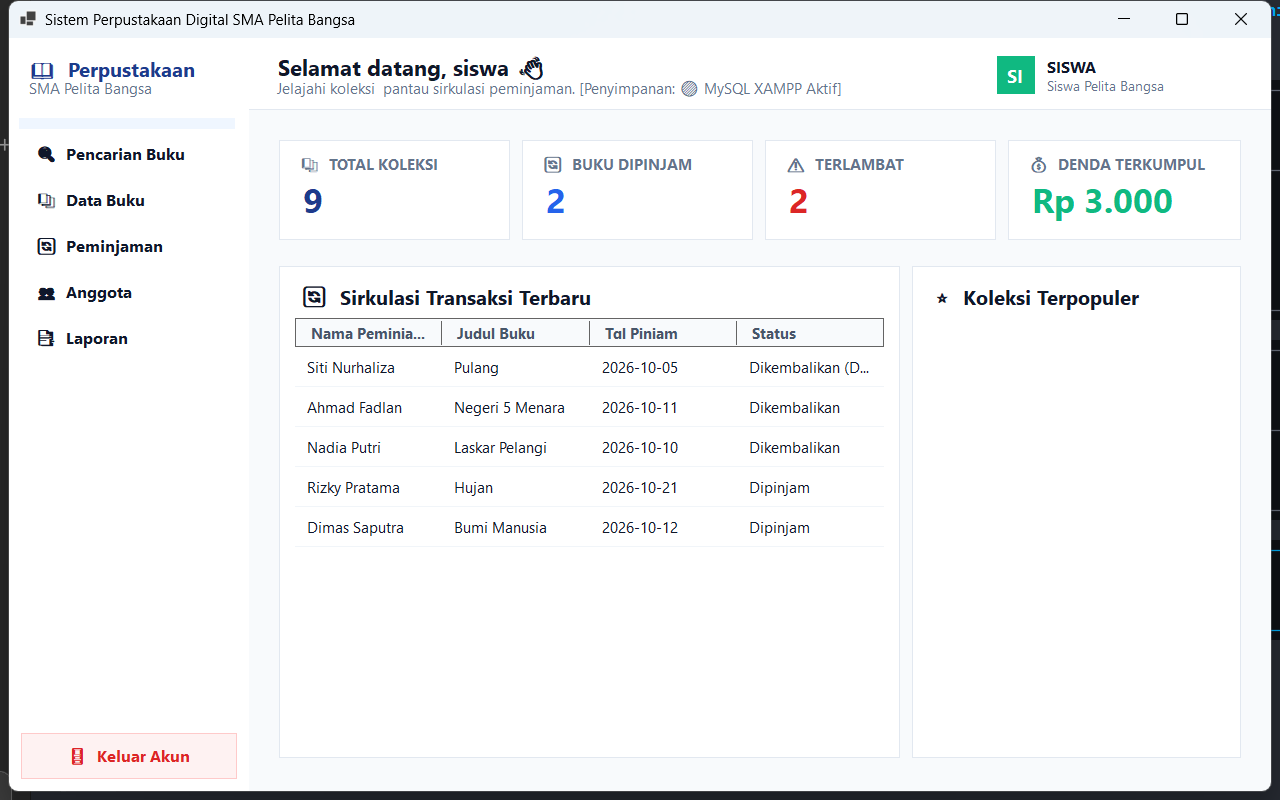 Sistem Perpustakaan Digital SMA Pelita Bangsa
Perpustakaan
SMA Pelita Bangsa
Selamat datang, siswa 👋
Jelajahi koleksi  pantau sirkulasi peminjaman. [Penyimpanan: MySQL XAMPP Aktif]
SI
SISWA
Siswa Pelita Bangsa
Pencarian Buku
Data Buku
Peminjaman
Anggota
Laporan
Keluar Akun
TOTAL KOLEKSI
9
BUKU DIPINJAM
2
TERLAMBAT
2
DENDA TERKUMPUL
Rp 3.000
Sirkulasi Transaksi Terbaru
Nama Peminja... Judul Buku Tgl Pinjam Status
Siti Nurhaliza Pulang 2026-10-05 Dikembalikan (D...
Ahmad Fadlan Negeri 5 Menara 2026-10-11 Dikembalikan
Nadia Putri Laskar Pelangi 2026-10-10 Dikembalikan
Rizky Pratama Hujan 2026-10-21 Dipinjam
Dimas Saputra Bumi Manusia 2026-10-12 Dipinjam
Koleksi Terpopuler